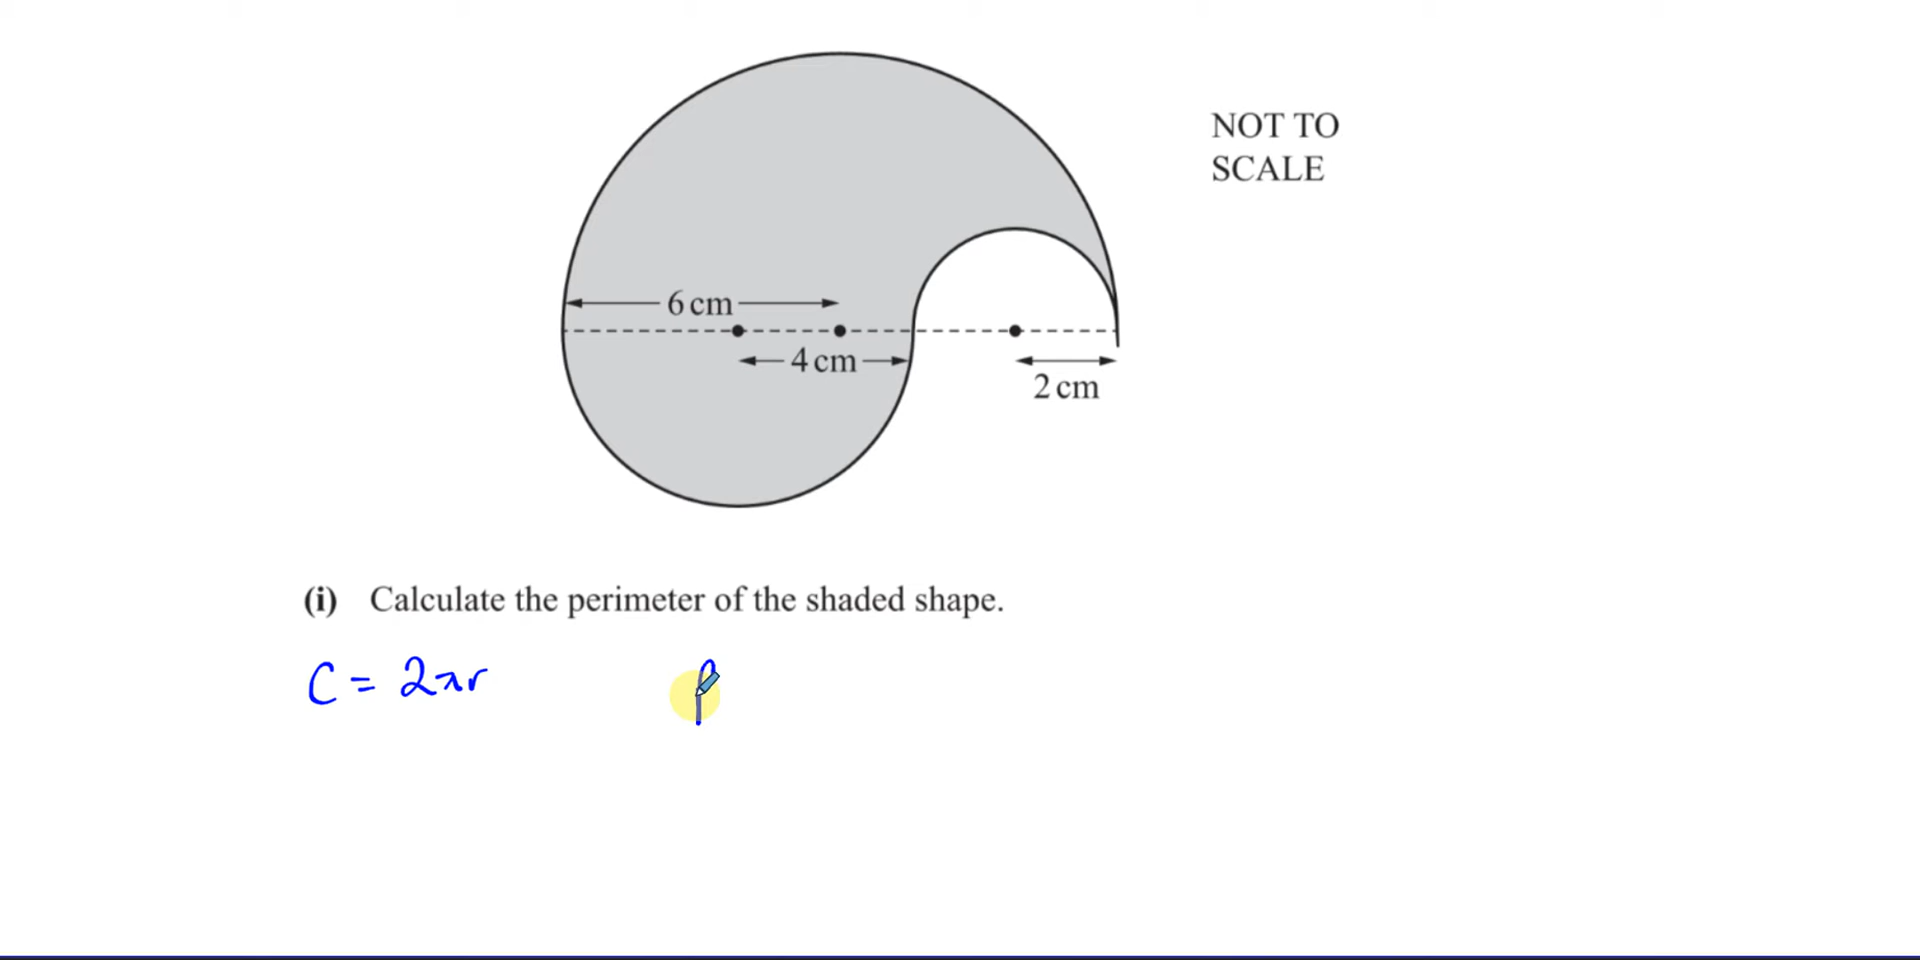 NOT TO
SCALE
6 cm
4 cm
2 cm
(i) Calculate the perimeter of the shaded shape.
C = 2πr